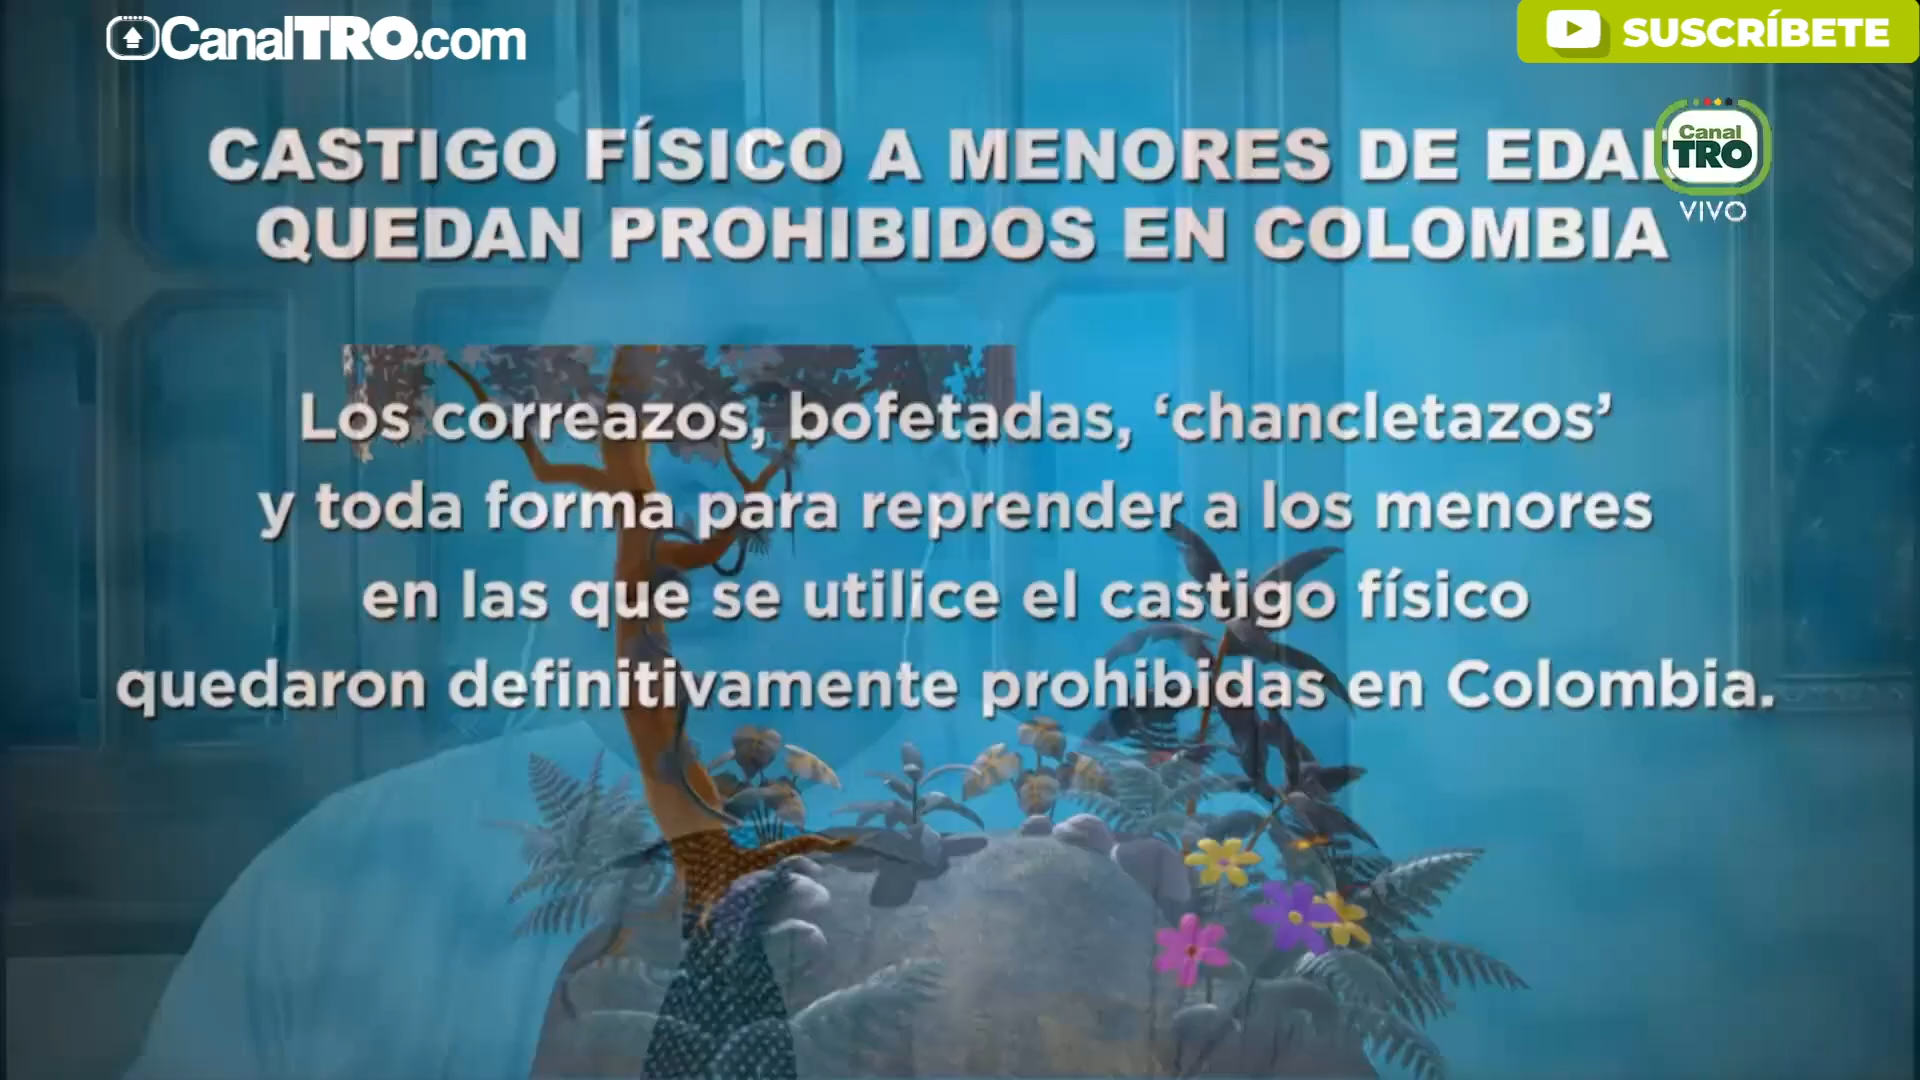 CanalTRO.com
SUSCRÍBETE
CASTIGO FÍSICO A MENORES DE EDAD
Canal
TRO
VIVO
QUEDAN PROHIBIDOS EN COLOMBIA
Los correazos, bofetadas, ‘chancletazos’
y toda forma para reprender a los menores
en las que se utilice el castigo físico
quedaron definitivamente prohibidas en Colombia.